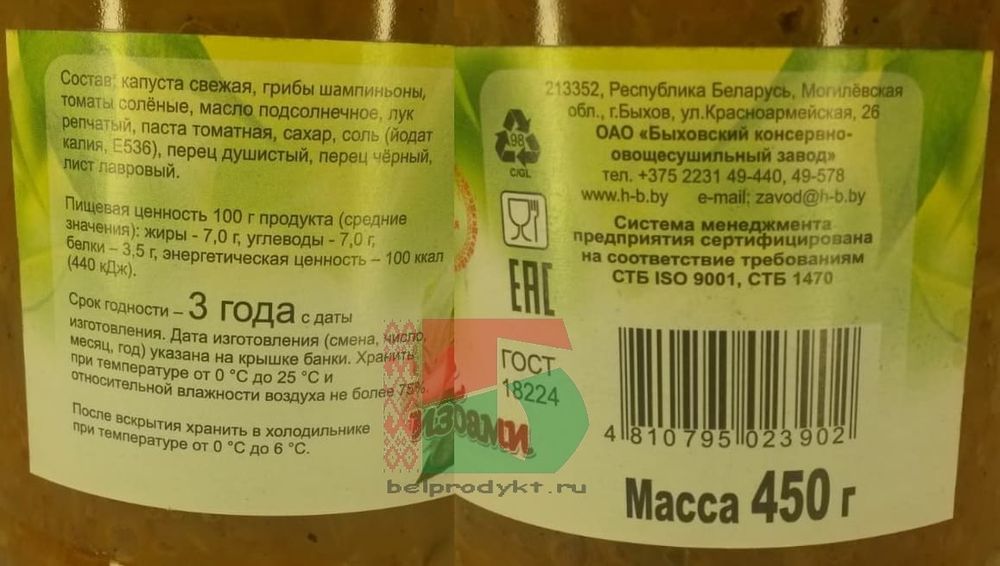 Состав: капуста свежая, грибы шампиньоны,
томаты солёные, масло подсолнечное, лук
репчатый, паста томатная, сахар, соль (йодат
калия, Е536), перец душистый, перец чёрный,
лист лавровый.
Пищевая ценность 100 г продукта (средние
значения): жиры - 7,0 г, углеводы - 7,0 г,
белки – 3,5 г, энергетическая ценность – 100 ккал
(440 кДж).
Срок годности – 3 года с даты
изготовления. Дата изготовления (смена, число,
месяц, год) указана на крышке банки. Хранить
при температуре от 0 °С до 25 °С и
относительной влажности воздуха не более 75%.
После вскрытия хранить в холодильнике
при температуре от 0 °С до 6 °С.
213352, Республика Беларусь, Могилёвская
обл., г.Быхов, ул.Красноармейская, 26
ОАО «Быховский консервно-
овощесушильный завод»
тел. +375 2231 49-440, 49-578
www.h-b.by e-mail: zavod@h-b.by
Система менеджмента
предприятия сертифицирована
на соответствие требованиям
СТБ ISO 9001, СТБ 1470
98
C/GL
EAC
ГОСТ
18224
4 810795 023902
Масса 450 г
belprodykt.ru